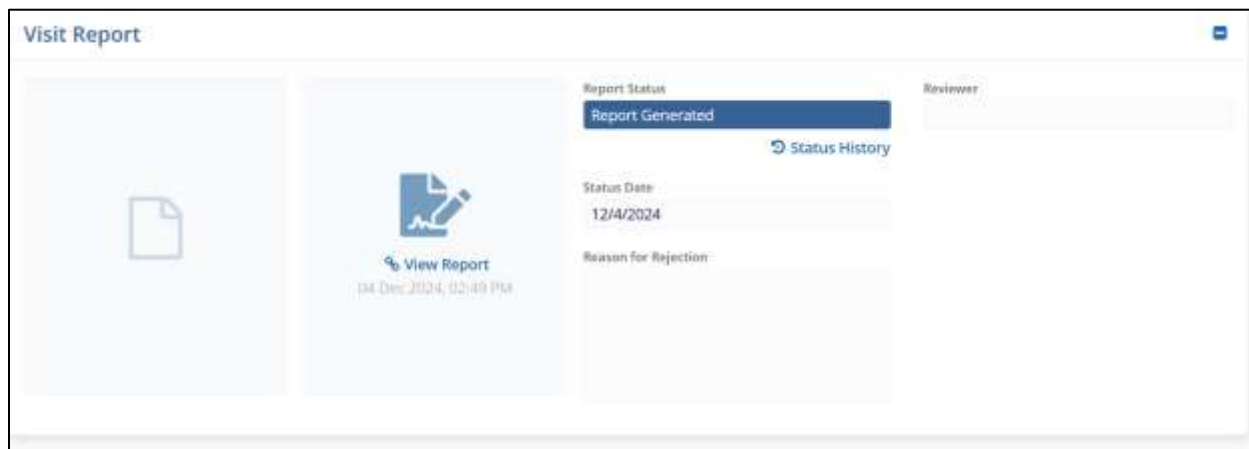 Visit Report
Report Status
Reviewer
Report Generated
Status History
Status Date
12/4/2024
View Report
04 Dec 2024, 02:49 PM
Reason for Rejection